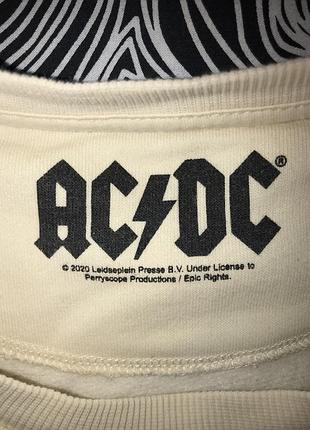 AC⚡DC®
© 2020 Leidseplein Presse B.V. Under License to
Perryscope Productions / Epic Rights.